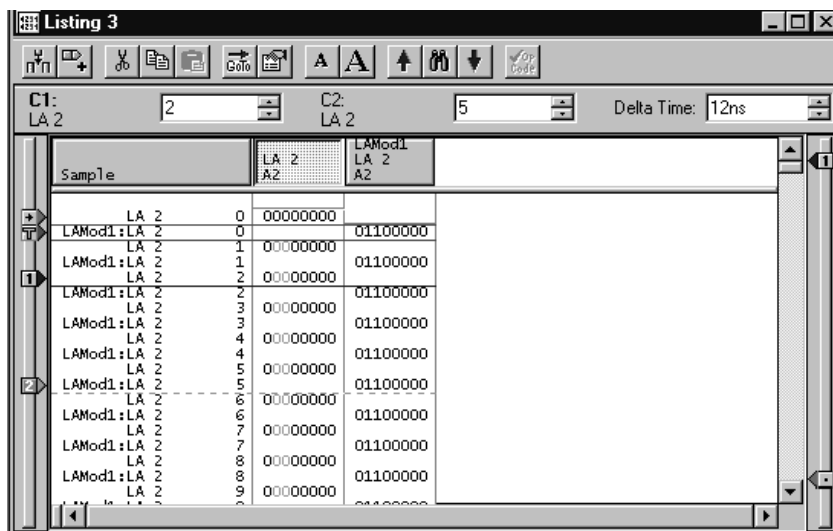 Listing 3
Goto A A Op Code
C1: 2 C2: 5 Delta Time: 12ns
LA 2 LA 2
LAMod1
LA 2 LA 2
Sample A2 A2
LA 2 0 00000000
LAMod1:LA 2 0 01100000
LA 2 1 00000000
LAMod1:LA 2 1 01100000
LA 2 2 00000000
LAMod1:LA 2 2 01100000
LA 2 3 00000000
LAMod1:LA 2 3 01100000
LA 2 4 00000000
LAMod1:LA 2 4 01100000
LA 2 5 00000000
LAMod1:LA 2 5 01100000
LA 2 6 00000000
LAMod1:LA 2 6 01100000
LA 2 7 00000000
LAMod1:LA 2 7 01100000
LA 2 8 00000000
LAMod1:LA 2 8 01100000
LA 2 9 00000000